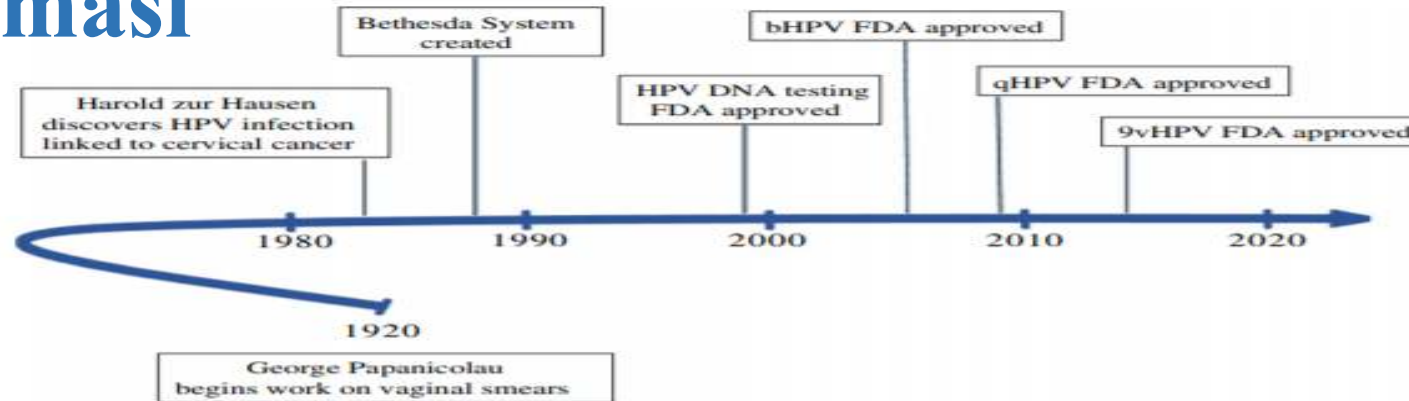 Bethesda System
created
bHPV FDA approved
Harold zur Hausen
discovers HPV infection
linked to cervical cancer
HPV DNA testing
FDA approved
qHPV FDA approved
9vHPV FDA approved
1980
1990
2000
2010
2020
1920
George Papanicolau
begins work on vaginal smears